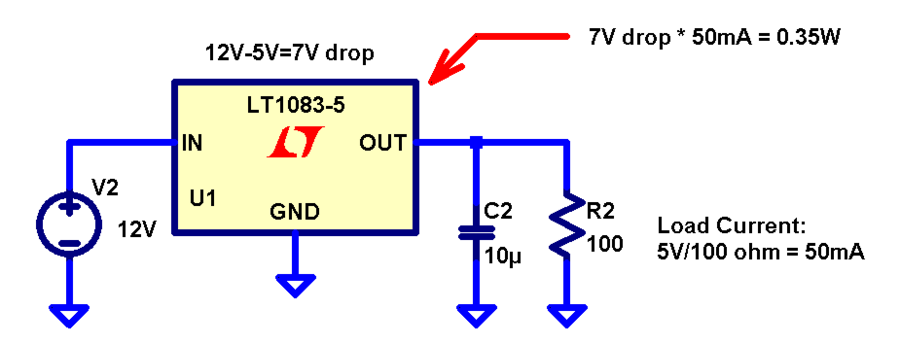 7V drop * 50mA = 0.35W
12V-5V=7V drop
LT1083-5
IN
OUT
U1
GND
V2
12V
C2
10µ
R2
100
Load Current:
5V/100 ohm = 50mA